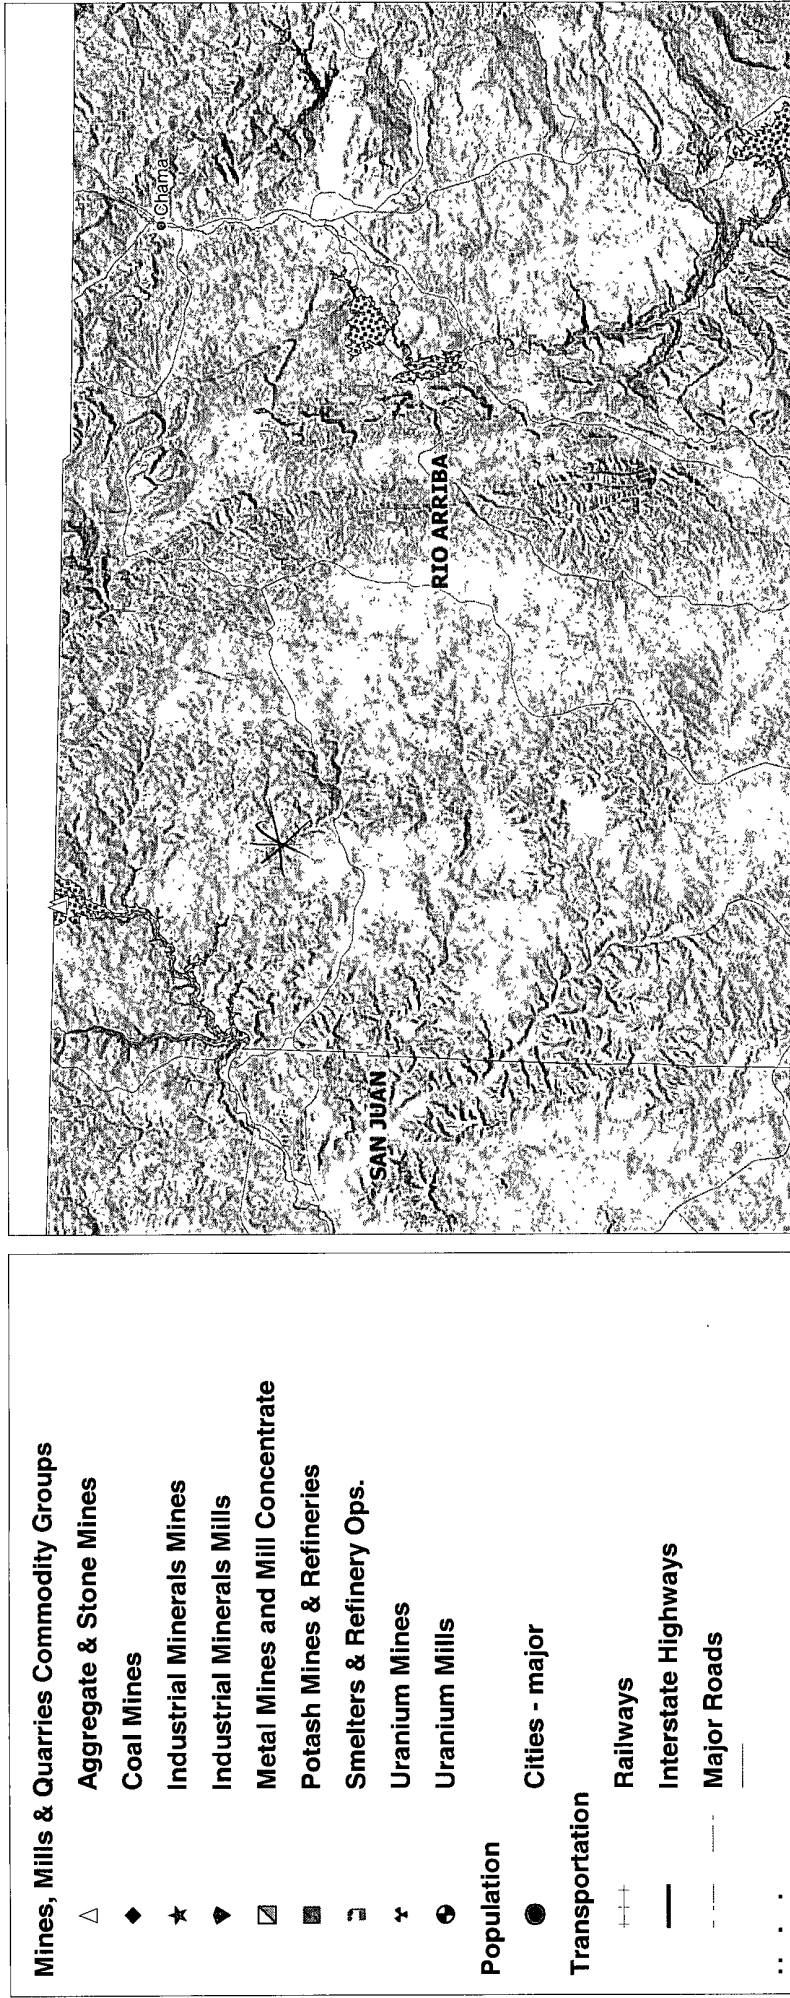 Mines, Mills & Quarries Commodity Groups
Aggregate & Stone Mines
Coal Mines
Industrial Minerals Mines
Industrial Minerals Mills
Metal Mines and Mill Concentrate
Potash Mines & Refineries
Smelters & Refinery Ops.
Uranium Mines
Uranium Mills
Population
Cities - major
Transportation
Railways
Interstate Highways
Major Roads
Chama
RIO ARRIBA
SAN JUAN